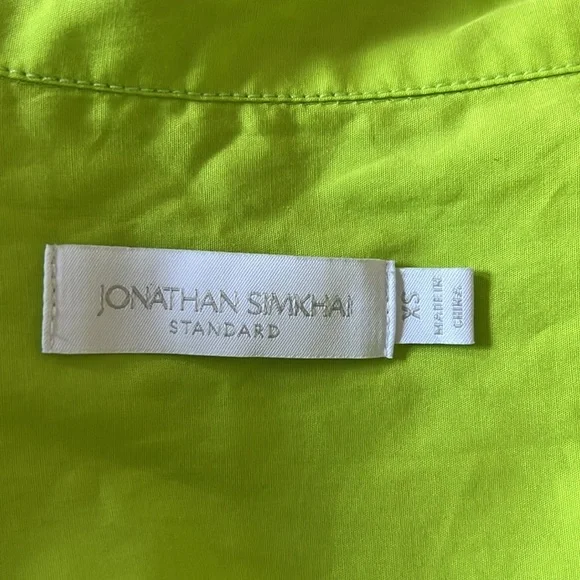 JONATHAN SIMKHAI
STANDARD
XS
MADE IN
CHINA